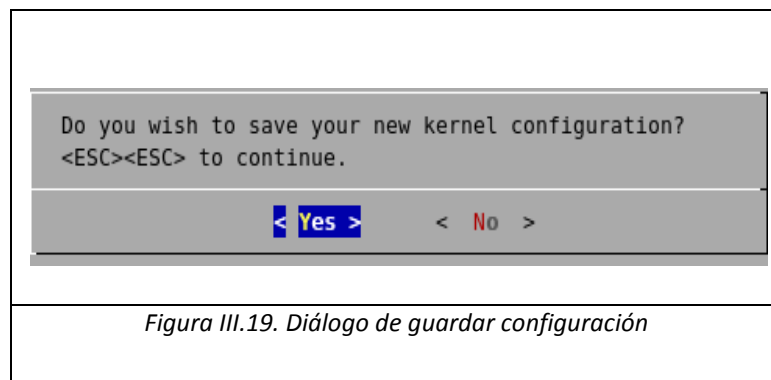 Do you wish to save your new kernel configuration?
<ESC><ESC> to continue.
< Yes > < No >
Figura III.19. Diálogo de guardar configuración